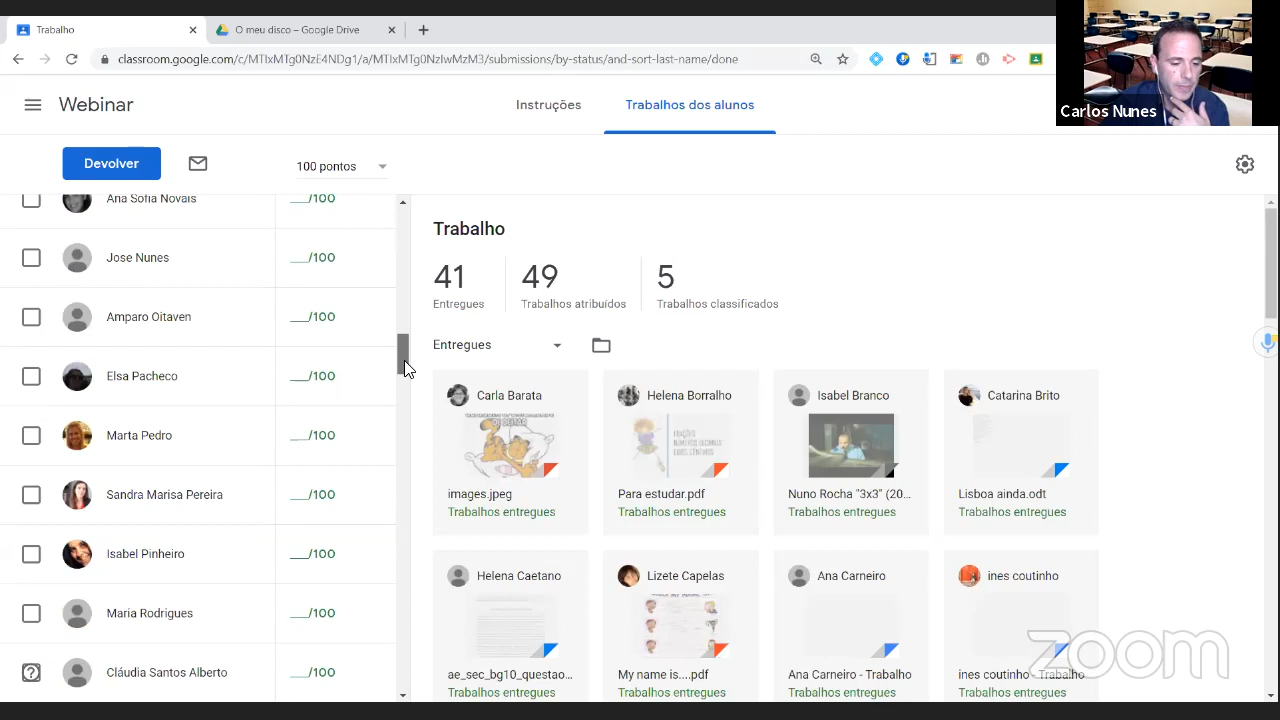 Trabalho
O meu disco – Google Drive
classroom.google.com/c/MTIxMTg0NzE4NDg1/a/MTIxMTg0NzIwMzM3/submissions/by-status/and-sort-last-name/done
Carlos Nunes
Webinar
Instruções
Trabalhos dos alunos
Devolver
100 pontos
Ana Sofia Novais
___/100
Jose Nunes
___/100
Amparo Oitaven
___/100
Elsa Pacheco
___/100
Marta Pedro
___/100
Sandra Marisa Pereira
___/100
Isabel Pinheiro
___/100
Maria Rodrigues
___/100
Cláudia Santos Alberto
___/100
Trabalho
41
49
5
Entregues
Trabalhos atribuídos
Trabalhos classificados
Entregues
Carla Barata
images.jpeg
Trabalhos entregues
Helena Borralho
FRAÇÕES
Para estudar.pdf
Trabalhos entregues
Isabel Branco
Nuno Rocha "3x3" (20...
Trabalhos entregues
Catarina Brito
Lisboa ainda.odt
Trabalhos entregues
Helena Caetano
ae_sec_bg10_questao...
Trabalhos entregues
Lizete Capelas
My name is....pdf
Trabalhos entregues
Ana Carneiro
Ana Carneiro - Trabalho
Trabalhos entregues
ines coutinho
ines coutinho - Trabalho
Trabalhos entregues
zoom